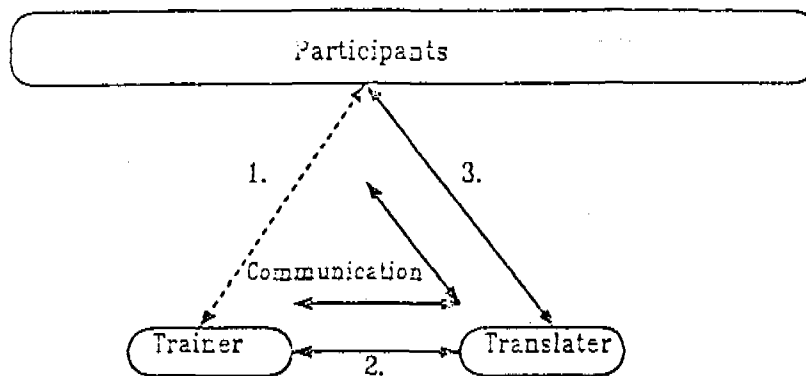 Participants
1.
3.
Communication
Trainer
Translater
2.